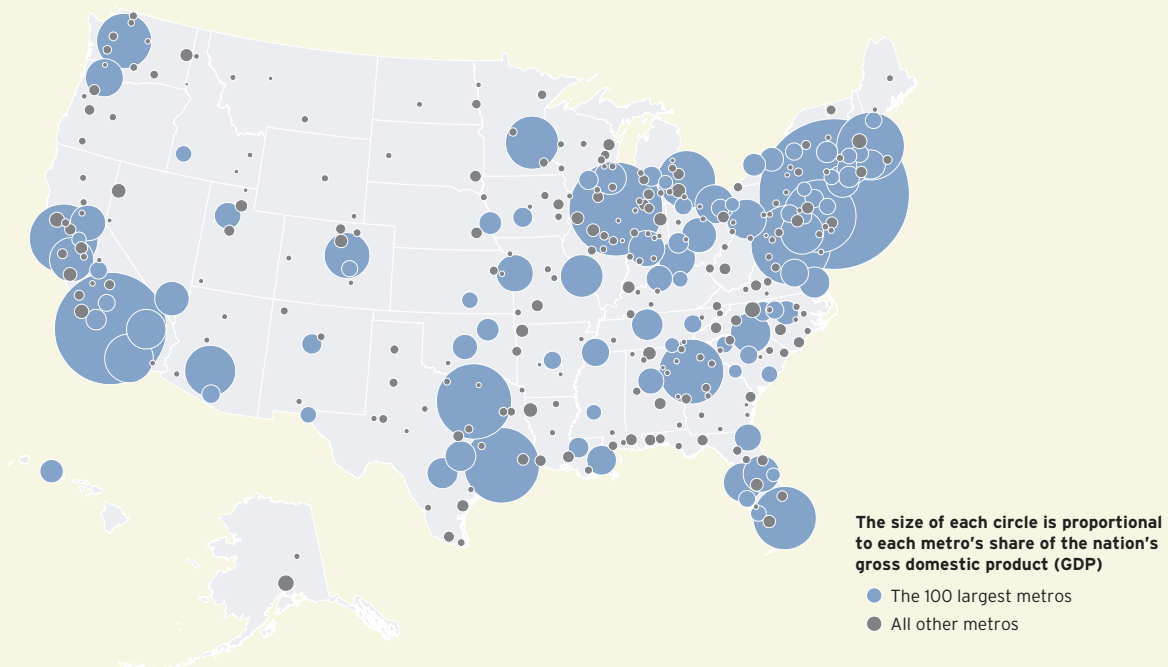 The size of each circle is proportional
to each metro's share of the nation's
gross domestic product (GDP)
The 100 largest metros
All other metros